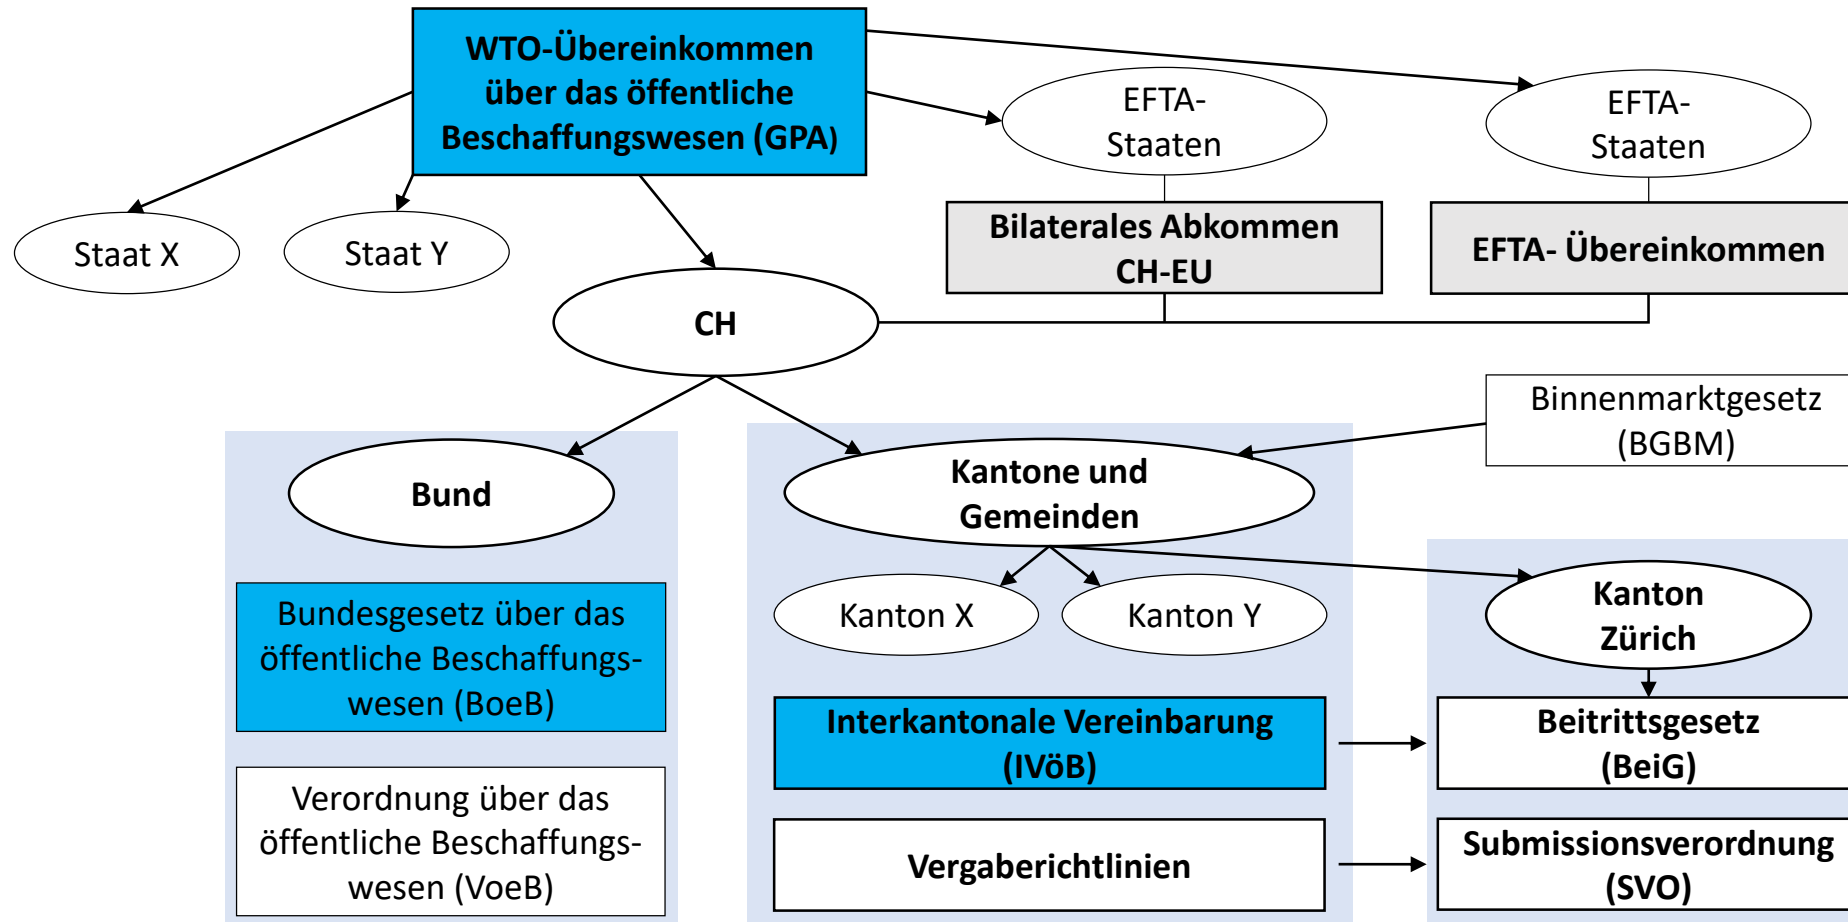 WTO-Übereinkommen
über das öffentliche
Beschaffungswesen (GPA)
EFTA-
Staaten
EFTA-
Staaten
Staat X
Staat Y
Bilaterales Abkommen
CH-EU
EFTA- Übereinkommen
CH
Binnenmarktgesetz
(BGBM)
Bund
Kantone und
Gemeinden
Kanton X
Kanton Y
Kanton
Zürich
Bundesgesetz über das
öffentliche Beschaffungs-
wesen (BoeB)
Interkantonale Vereinbarung
(IVöB)
Beitrittsgesetz
(BeiG)
Verordnung über das
öffentliche Beschaffungs-
wesen (VoeB)
Vergaberichtlinien
Submissionsverordnung
(SVO)